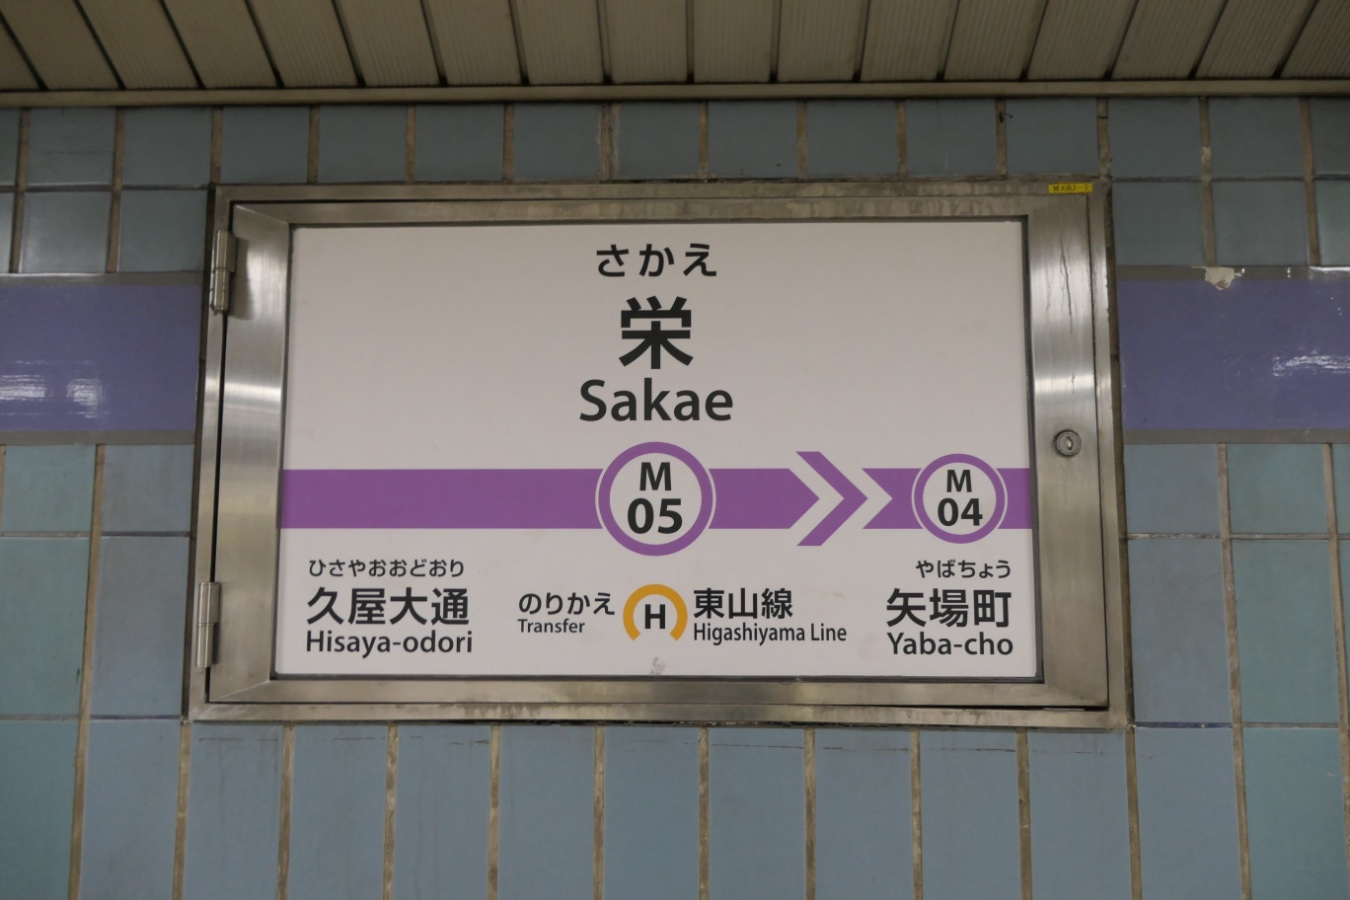 さかえ
栄
Sakae
M
05
M
04
ひさやおおどおり
久屋大通
Hisaya-odori
のりかえ
Transfer
H
東山線
Higashiyama Line
やばちょう
矢場町
Yaba-cho